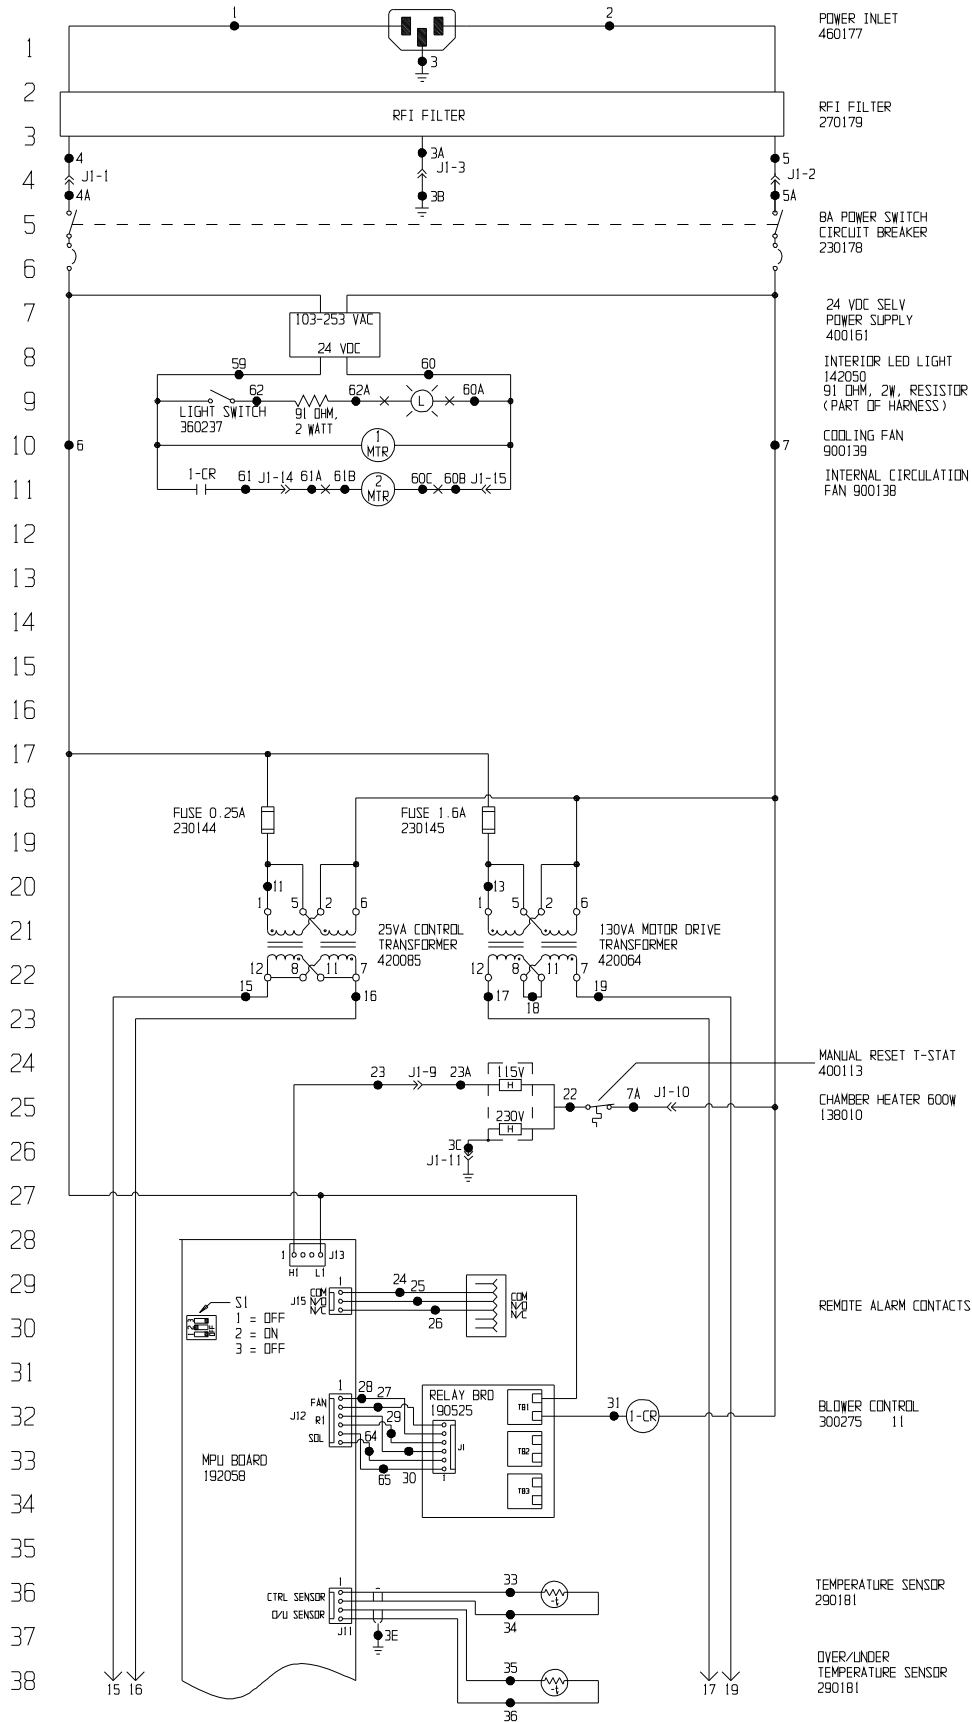 1
2
POWER INLET
460177
1
3
2
RFI FILTER
RFI FILTER
270179
3
4
3A
5
J1-1
J1-3
J1-2
4
4A
3B
5A
5
8A POWER SWITCH
CIRCUIT BREAKER
230178
6
7
103-253 VAC
24 VDC
24 VDC SELV
POWER SUPPLY
400161
8
59
60
INTERIOR LED LIGHT
142050
91 OHM, 2W, RESISTOR
(PART OF HARNESS)
9
62
62A
L
60A
LIGHT SWITCH
360237
91 OHM,
2 WATT
10
6
1
MTR
7
COOLING FAN
900139
11
1-CR
61
J1-14
61A
61B
2
MTR
60C
60B
J1-15
INTERNAL CIRCULATION
FAN 900138
12
13
14
15
16
17
18
FUSE 0.25A
230144
FUSE 1.6A
230145
19
20
11
13
1
5
2
6
1
5
2
6
21
25VA CONTROL
TRANSFORMER
420085
130VA MOTOR DRIVE
TRANSFORMER
420064
22
12
8
11
7
12
8
11
7
15
16
17
18
19
23
24
MANUAL RESET T-STAT
400113
23
J1-9
23A
115V
H
25
22
7A
J1-10
CHAMBER HEATER 600W
138010
230V
H
26
3C
J1-11
27
28
1
J13
H1
L1
29
1
24
25
COM
N/O
N/C
J15
26
COM
N/O
N/C
REMOTE ALARM CONTACTS
30
S1
1 = OFF
2 = ON
3 = OFF
1 2 3
OFF
31
1
28
27
RELAY BRD
190525
TB1
31
1-CR
32
FAN
J12
R1
SOL
29
64
J1
BLOWER CONTROL
300275 11
33
MPU BOARD
192058
65
30
1
TB2
34
TB3
35
36
1
CTRL SENSOR
O/U SENSOR
J11
33
-t
34
TEMPERATURE SENSOR
290181
37
3E
38
15
16
35
-t
36
17
19
OVER/UNDER
TEMPERATURE SENSOR
290181